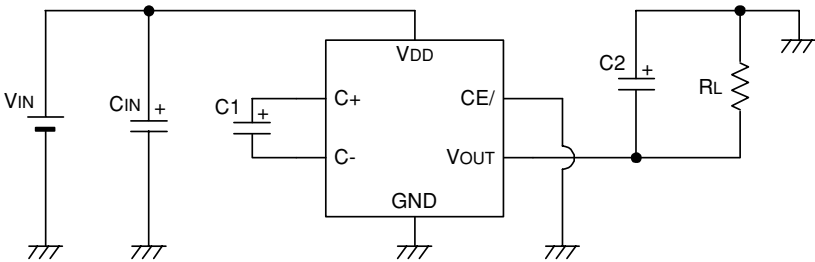 VDD
C2
VIN
CIN
+
C1
+
C+
CE/
+
RL
C-
VOUT
GND